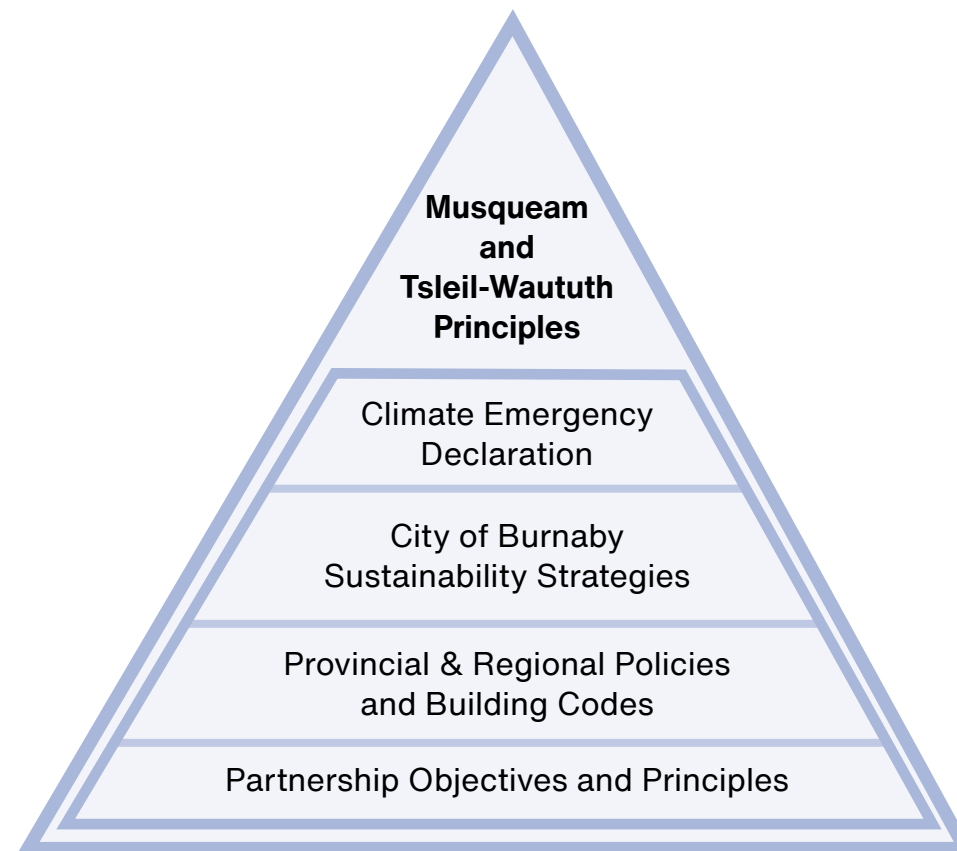 Musqueam
and
Tsleil-Waututh
Principles
Climate Emergency
Declaration
City of Burnaby
Sustainability Strategies
Provincial & Regional Policies
and Building Codes
Partnership Objectives and Principles